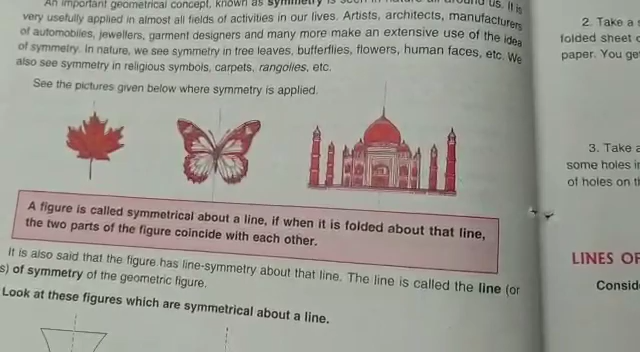 An important geometrical concept, known as symmetry is seen in nature all around us. It is
very usefully applied in almost all fields of activities in our lives. Artists, architects, manufacturers
of automobiles, jewellers, garment designers and many more make an extensive use of the idea
of symmetry. In nature, we see symmetry in tree leaves, butterflies, flowers, human faces, etc. We
also see symmetry in religious symbols, carpets, rangolies, etc.
See the pictures given below where symmetry is applied.
A figure is called symmetrical about a line, if when it is folded about that line,
the two parts of the figure coincide with each other.
It is also said that the figure has line-symmetry about that line. The line is called the line (or
s) of symmetry of the geometric figure.
Look at these figures which are symmetrical about a line.
2. Take a
folded sheet
paper. You ge
3. Take a
some holes i
of holes on t
LINES OF
Consid